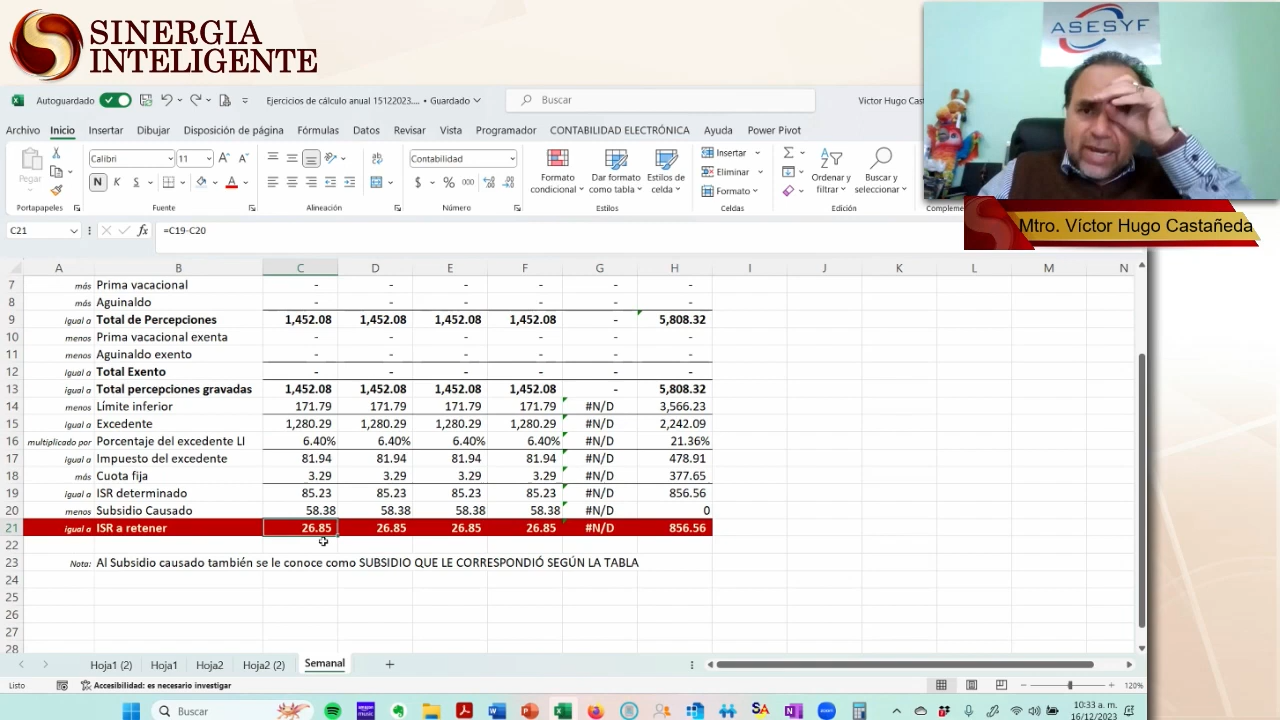 SINERGIA
INTELIGENTE
ASESYF
Mtro. Víctor Hugo Castañeda
Autoguardado
Ejercicios de cálculo anual 15122023.... • Guardado
Buscar
Víctor Hugo Cas
Archivo Inicio Insertar Dibujar Disposición de página Fórmulas Datos Revisar Vista Programador CONTABILIDAD ELECTRÓNICA Ayuda Power Pivot
Pegar
Calibri 11
N K S
Contabilidad
$ % 000
Formato condicional
Dar formato como tabla
Estilos de celda
Insertar
Eliminar
Formato
Ordenar y filtrar
Buscar y seleccionar
Portapapeles Fuente Alineación Número Estilos Celdas Edición Compleme
C21 fx =C19-C20
A B C D E F G H I J K L M N
7 más Prima vacacional - - - - - -
8 más Aguinaldo - - - - - -
9 igual a Total de Percepciones 1,452.08 1,452.08 1,452.08 1,452.08 - 5,808.32
10 menos Prima vacacional exenta - - - - - -
11 menos Aguinaldo exento - - - - - -
12 igual a Total Exento - - - - - -
13 igual a Total percepciones gravadas 1,452.08 1,452.08 1,452.08 1,452.08 - 5,808.32
14 menos Límite inferior 171.79 171.79 171.79 171.79 #N/D 3,566.23
15 igual a Excedente 1,280.29 1,280.29 1,280.29 1,280.29 #N/D 2,242.09
16 multiplicado por Porcentaje del excedente LI 6.40% 6.40% 6.40% 6.40% #N/D 21.36%
17 igual a Impuesto del excedente 81.94 81.94 81.94 81.94 #N/D 478.91
18 más Cuota fija 3.29 3.29 3.29 3.29 #N/D 377.65
19 igual a ISR determinado 85.23 85.23 85.23 85.23 #N/D 856.56
20 menos Subsidio Causado 58.38 58.38 58.38 58.38 #N/D 0
21 igual a ISR a retener 26.85 26.85 26.85 26.85 #N/D 856.56
22
23 Nota: Al Subsidio causado también se le conoce como SUBSIDIO QUE LE CORRESPONDIÓ SEGÚN LA TABLA
24
25
26
27
28
Hoja1 (2) Hoja1 Hoja2 Hoja2 (2) Semanal
Listo Accesibilidad: es necesario investigar 120%
Buscar
10:33 a. m.
16/12/2023